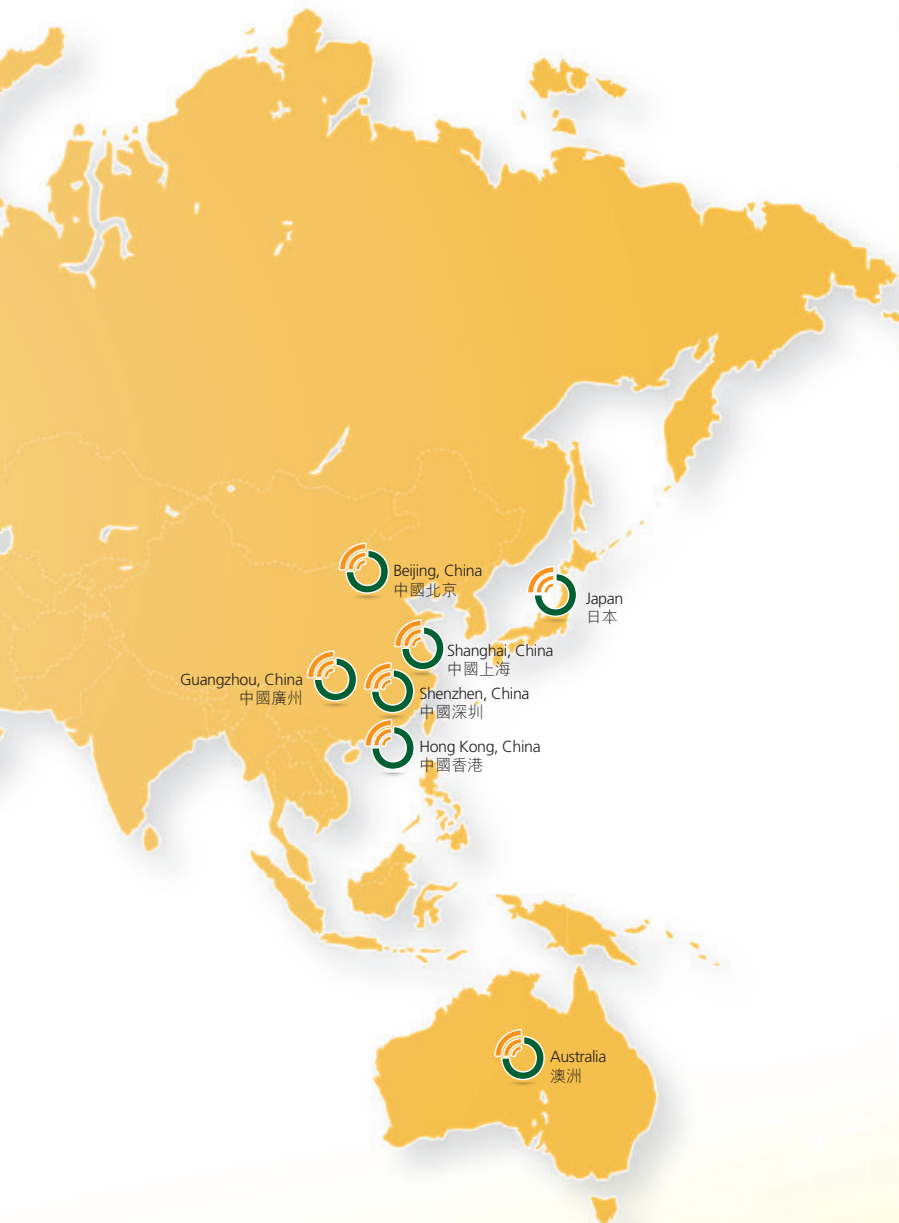 Beijing, China
中國北京
Japan
日本
Shanghai, China
中國上海
Guangzhou, China
中國廣州
Shenzhen, China
中國深圳
Hong Kong, China
中國香港
Australia
澳洲